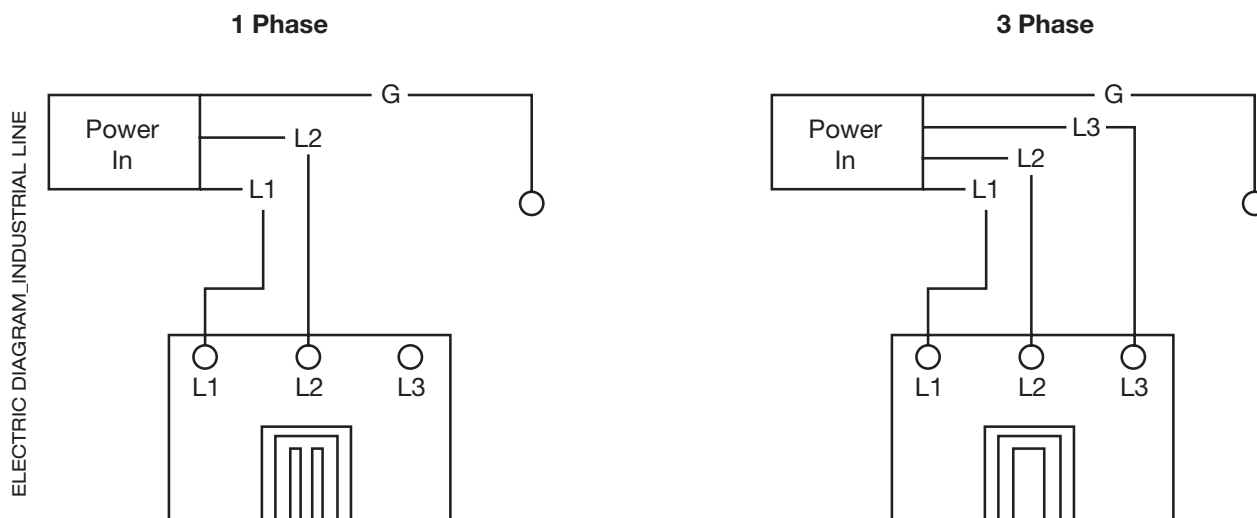 ELECTRIC DIAGRAM_INDUSTRIAL LINE
1 Phase
Power
In
G
L2
L1
L1
L2
L3
3 Phase
Power
In
G
L3
L2
L1
L1
L2
L3